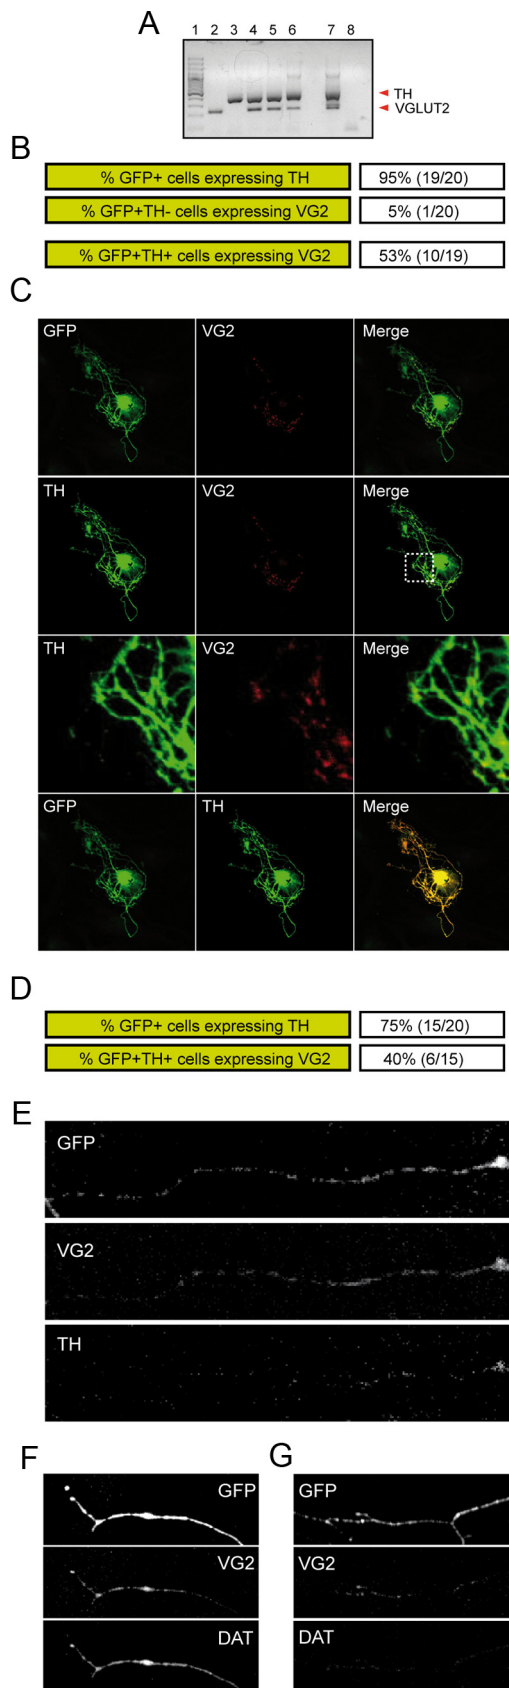 A
1 2 3 4 5 6 7 8
TH
VGLUT2
B
% GFP+ cells expressing TH 95% (19/20)
% GFP+TH- cells expressing VG2 5% (1/20)
% GFP+TH+ cells expressing VG2 53% (10/19)
C
GFP VG2 Merge
TH VG2 Merge
TH VG2 Merge
GFP TH Merge
D
% GFP+ cells expressing TH 75% (15/20)
% GFP+TH+ cells expressing VG2 40% (6/15)
E
GFP
VG2
TH
F
GFP
VG2
DAT
G
GFP
VG2
DAT